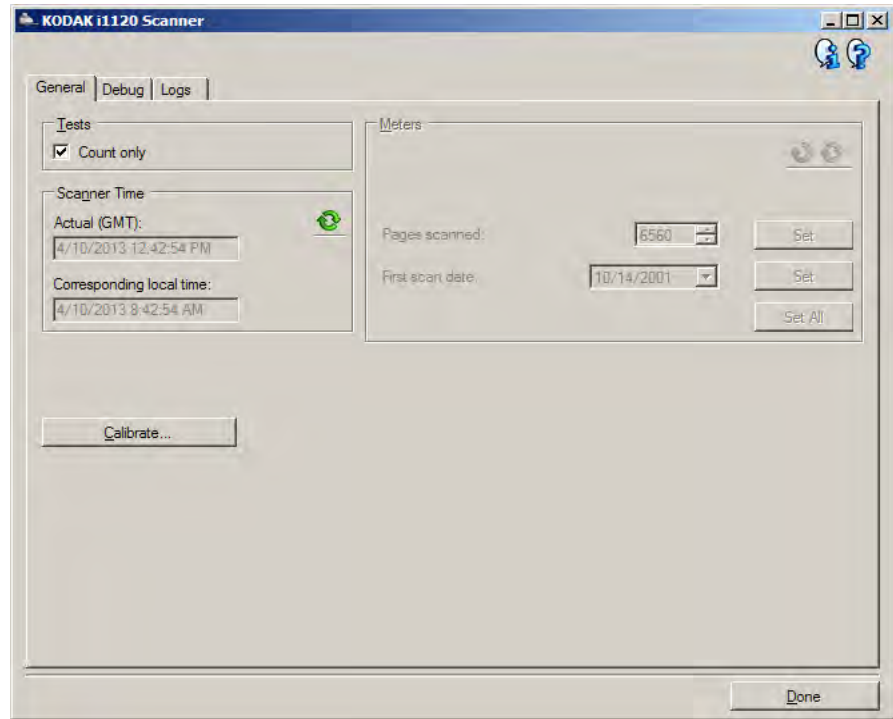 KODAK i1120 Scanner
General Debug Logs
Tests
Count only
Scanner Time
Actual (GMT):
4/10/2013 12:42:54 PM
Corresponding local time:
4/10/2013 8:42:54 AM
Meters
Pages scanned: 6560 Set
First scan date: 10/14/2001 Set
Set All
Calibrate...
Done